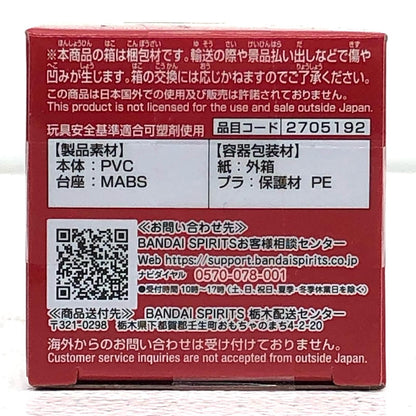 ※本商品の箱は梱包材です。輸送の際や景品払い出しなどで傷や
凹みが生じます。箱の交換には応じかねますのでご了承ください。
この商品は日本国外での使用及び販売は許諾されておりません。
This product is not licensed for the use and sale outside Japan.
玩具安全基準適合可塑剤使用 品目コード 2705192
【製品素材】
本体：PVC
台座：MABS
【容器包装材】
紙：外箱
プラ：保護材 PE
≪お問い合わせ先≫
BANDAI SPIRITSお客様相談センター
Web https://support.bandaispirits.co.jp
ナビダイヤル 0570-078-001
●受付時間 10時〜17時（土、日、祝日、夏季・冬季休業日を除く）
≪商品送付先≫ BANDAI SPIRITS 栃木配送センター
〒321-0298 栃木県下都賀郡壬生町おもちゃのまち4-2-20
海外からのお問い合わせは受け付けておりません。
Customer service inquiries are not accepted from outside Japan.